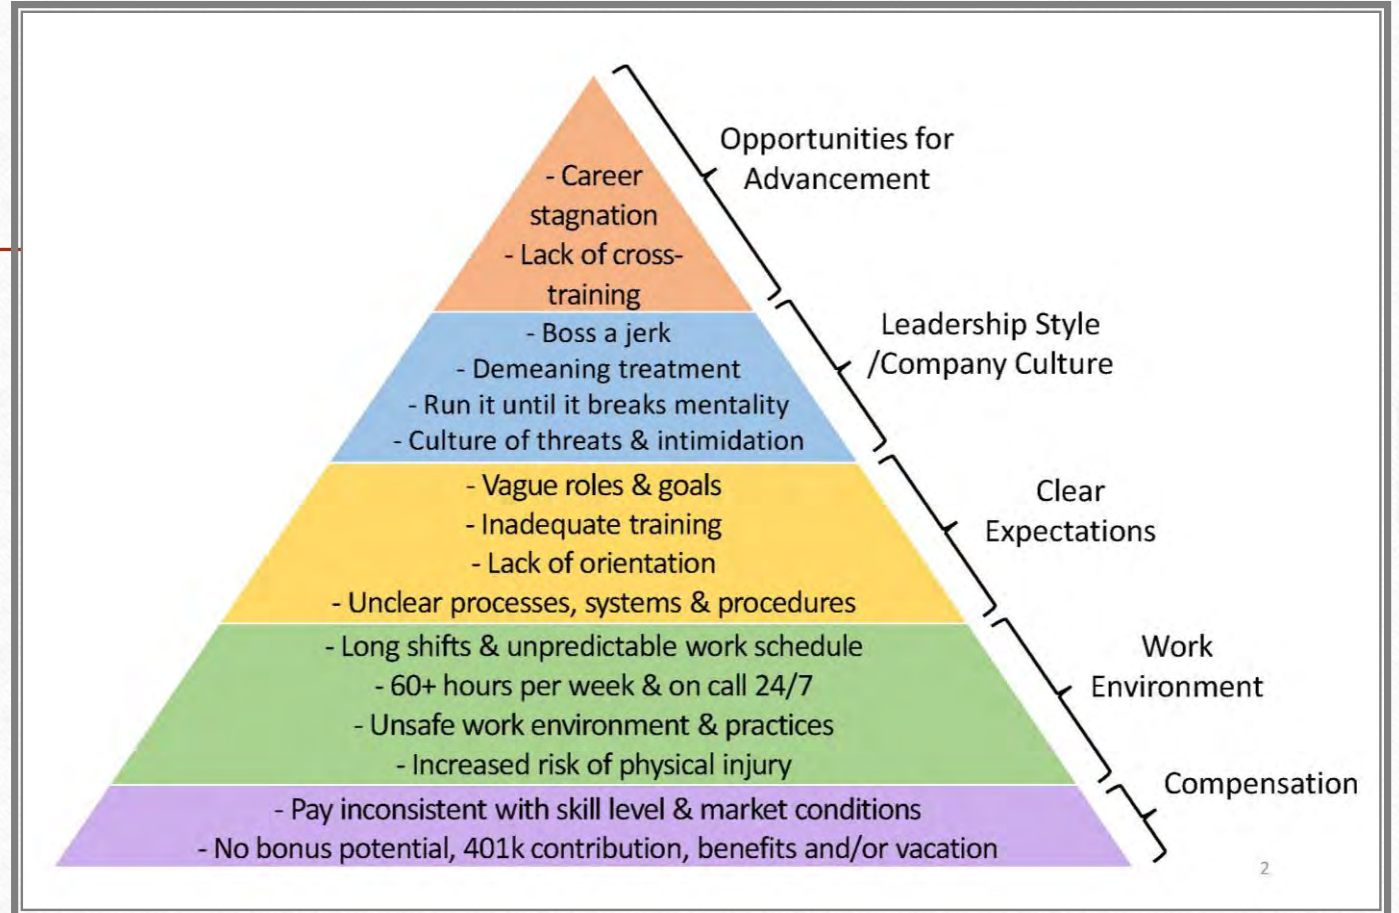 - Career
stagnation
- Lack of cross-
training
Opportunities for
Advancement
- Boss a jerk
- Demeaning treatment
- Run it until it breaks mentality
- Culture of threats & intimidation
Leadership Style
/Company Culture
- Vague roles & goals
- Inadequate training
- Lack of orientation
- Unclear processes, systems & procedures
Clear
Expectations
- Long shifts & unpredictable work schedule
- 60+ hours per week & on call 24/7
- Unsafe work environment & practices
- Increased risk of physical injury
Work
Environment
- Pay inconsistent with skill level & market conditions
- No bonus potential, 401k contribution, benefits and/or vacation
Compensation
2